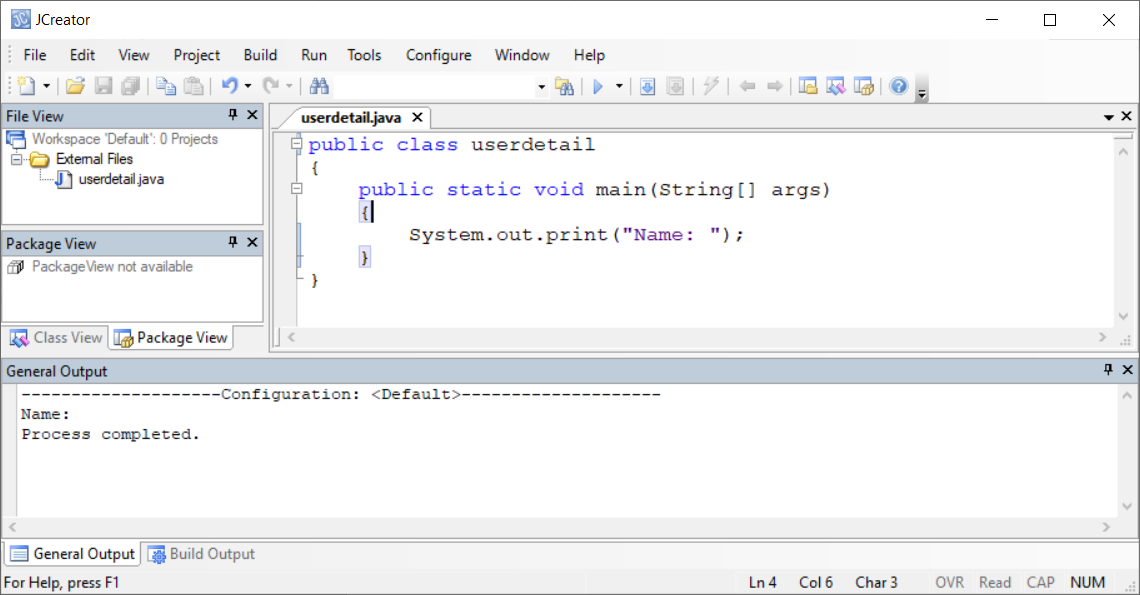 JCreator
File Edit View Project Build Run Tools Configure Window Help
File View
Workspace 'Default': 0 Projects
External Files
userdetail.java
Package View
PackageView not available
Class View Package View
userdetail.java
public class userdetail
{
public static void main(String[] args)
{
System.out.print("Name: ");
}
}
General Output
--------------------Configuration: <Default>--------------------
Name:
Process completed.
General Output Build Output
For Help, press F1 Ln 4 Col 6 Char 3 OVR Read CAP NUM